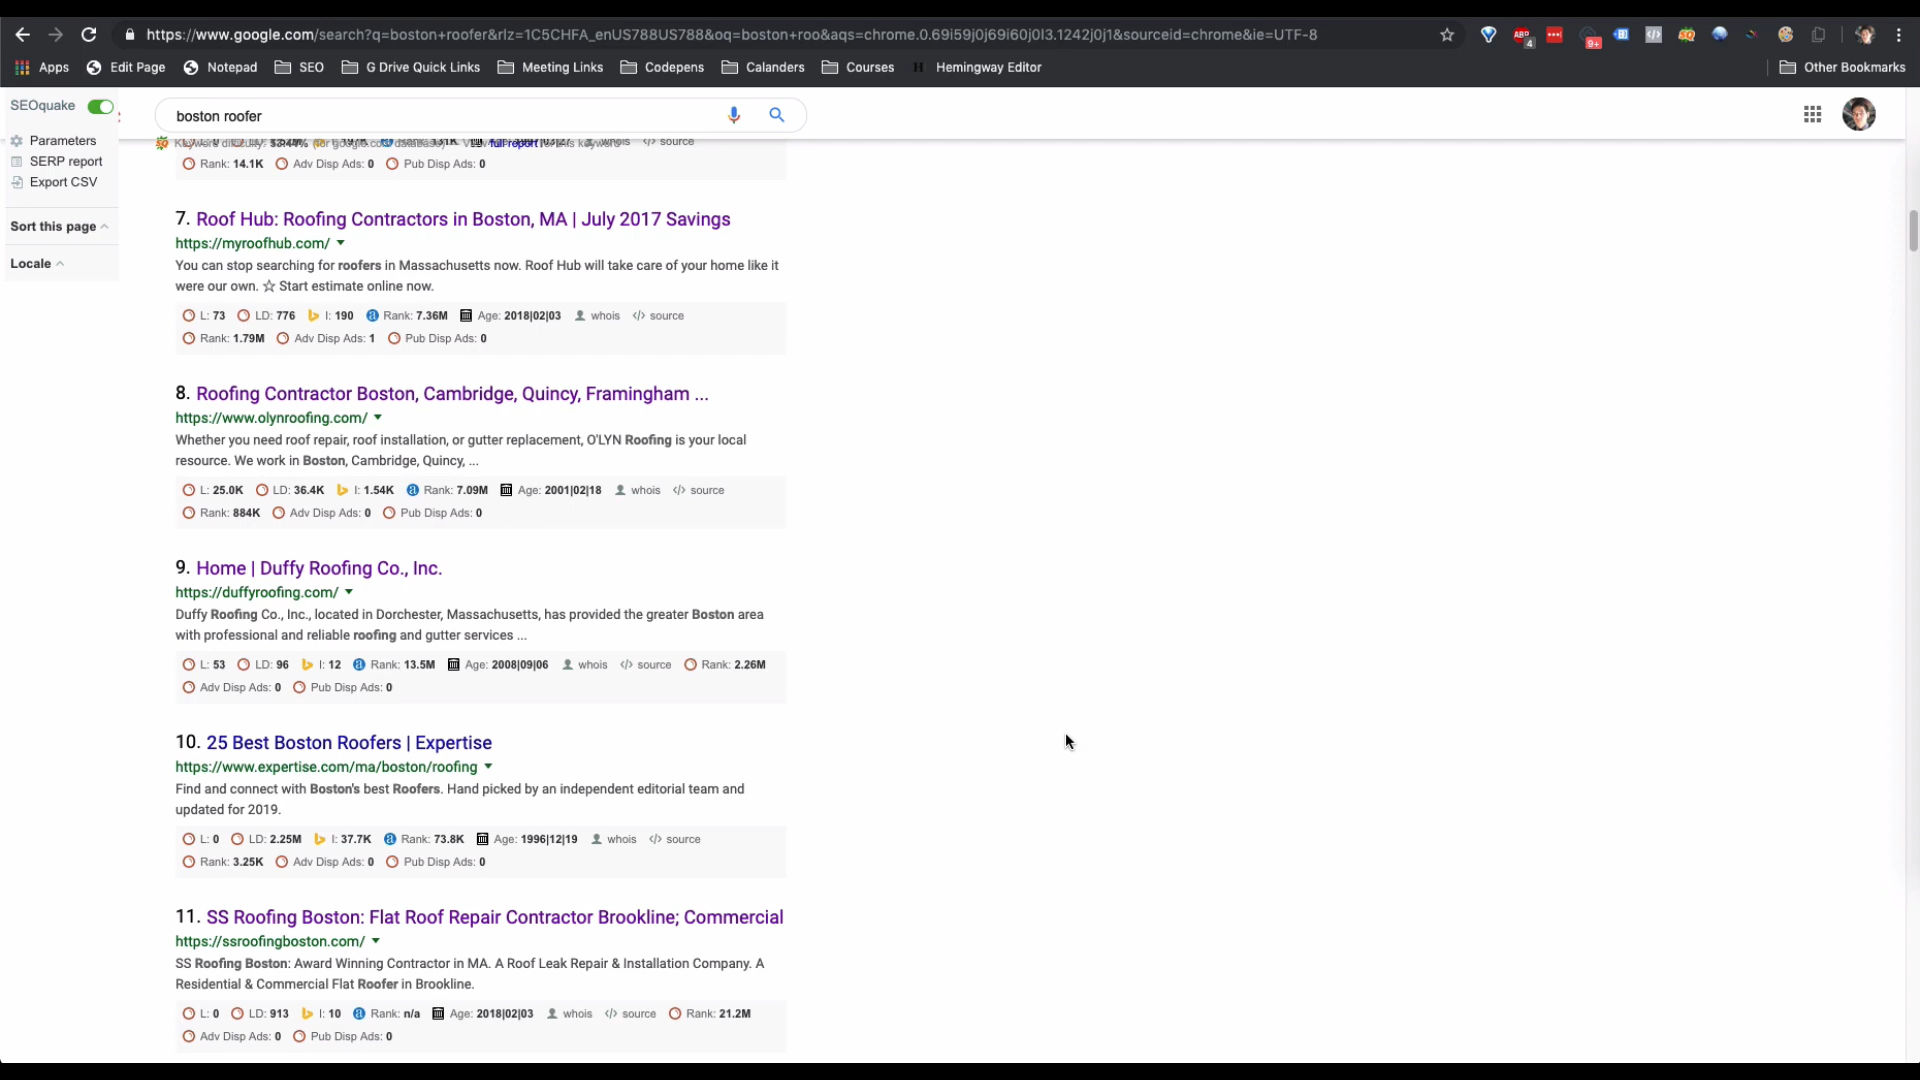 https://www.google.com/search?q=boston+roofer&rlz=1C5CHFA_enUS788US788&oq=boston+roo&aqs=chrome.0.69i59j0j69i60j0l3.1242j0j1&sourceid=chrome&ie=UTF-8
ABP 4 9+
Apps Edit Page Notepad SEO G Drive Quick Links Meeting Links Codepens Calanders Courses H Hemingway Editor Other Bookmarks
SEOquake
boston roofer
Parameters
SERP report
Export CSV
Sort this page
Locale
full report source
Rank: 14.1K Adv Disp Ads: 0 Pub Disp Ads: 0
7. Roof Hub: Roofing Contractors in Boston, MA | July 2017 Savings
https://myroofhub.com/
You can stop searching for roofers in Massachusetts now. Roof Hub will take care of your home like it
were our own. ☆ Start estimate online now.
L: 73 LD: 776 I: 190 Rank: 7.36M Age: 2018|02|03 whois source
Rank: 1.79M Adv Disp Ads: 1 Pub Disp Ads: 0
8. Roofing Contractor Boston, Cambridge, Quincy, Framingham ...
https://www.olynroofing.com/
Whether you need roof repair, roof installation, or gutter replacement, O'LYN Roofing is your local
resource. We work in Boston, Cambridge, Quincy, ...
L: 25.0K LD: 36.4K I: 1.54K Rank: 7.09M Age: 2001|02|18 whois source
Rank: 884K Adv Disp Ads: 0 Pub Disp Ads: 0
9. Home | Duffy Roofing Co., Inc.
https://duffyroofing.com/
Duffy Roofing Co., Inc., located in Dorchester, Massachusetts, has provided the greater Boston area
with professional and reliable roofing and gutter services ...
L: 53 LD: 96 I: 12 Rank: 13.5M Age: 2008|09|06 whois source Rank: 2.26M
Adv Disp Ads: 0 Pub Disp Ads: 0
10. 25 Best Boston Roofers | Expertise
https://www.expertise.com/ma/boston/roofing
Find and connect with Boston's best Roofers. Hand picked by an independent editorial team and
updated for 2019.
L: 0 LD: 2.25M I: 37.7K Rank: 73.8K Age: 1996|12|19 whois source
Rank: 3.25K Adv Disp Ads: 0 Pub Disp Ads: 0
11. SS Roofing Boston: Flat Roof Repair Contractor Brookline; Commercial
https://ssroofingboston.com/
SS Roofing Boston: Award Winning Contractor in MA. A Roof Leak Repair & Installation Company. A
Residential & Commercial Flat Roofer in Brookline.
L: 0 LD: 913 I: 10 Rank: n/a Age: 2018|02|03 whois source Rank: 21.2M
Adv Disp Ads: 0 Pub Disp Ads: 0